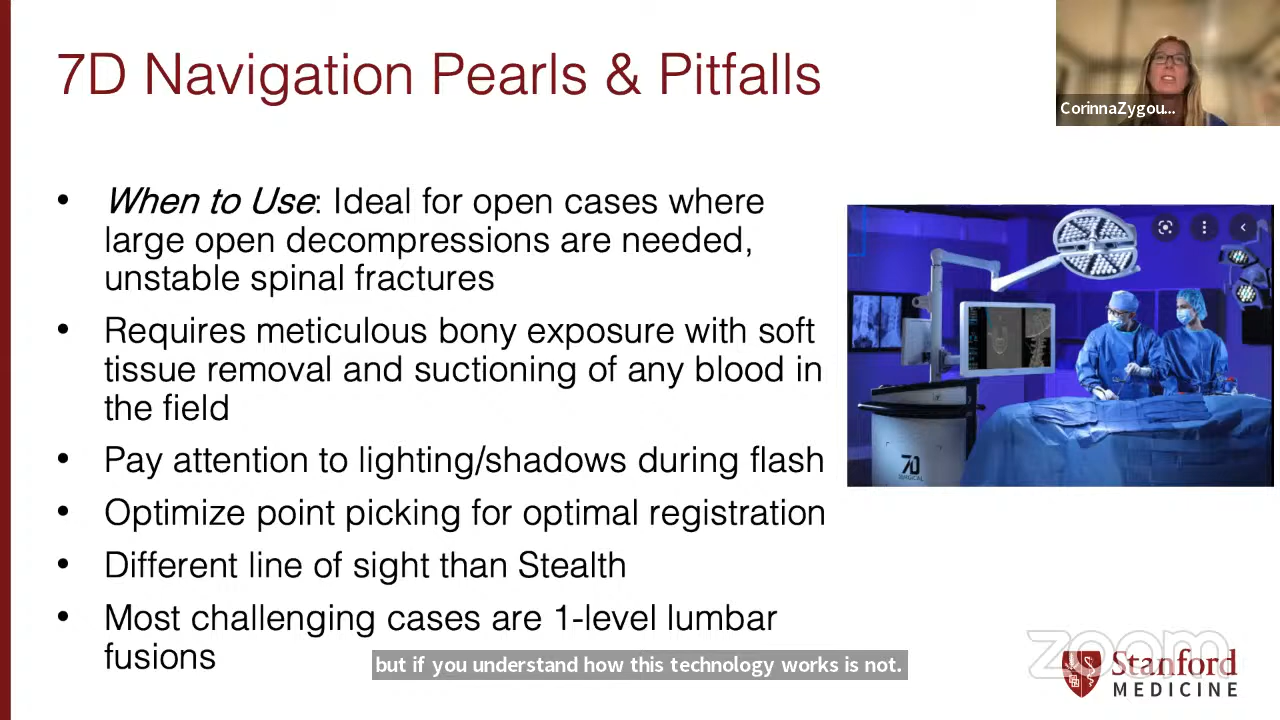 7D Navigation Pearls & Pitfalls
CorinnaZygou...
• When to Use: Ideal for open cases where
large open decompressions are needed,
unstable spinal fractures
• Requires meticulous bony exposure with soft
tissue removal and suctioning of any blood in
the field
• Pay attention to lighting/shadows during flash
• Optimize point picking for optimal registration
• Different line of sight than Stealth
• Most challenging cases are 1-level lumbar
fusions
7D
SURGICAL
but if you understand how this technology works is not.
zoom
Stanford
MEDICINE